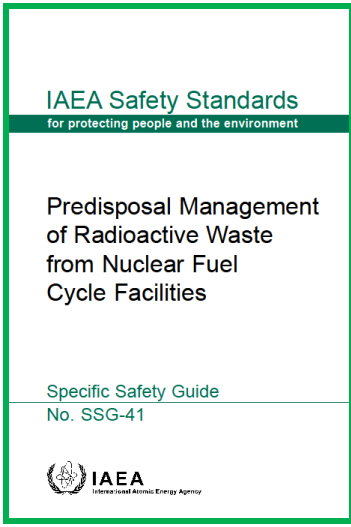 IAEA Safety Standards
for protecting people and the environment
Predisposal Management
of Radioactive Waste
from Nuclear Fuel
Cycle Facilities
Specific Safety Guide
No. SSG-41
IAEA
International Atomic Energy Agency